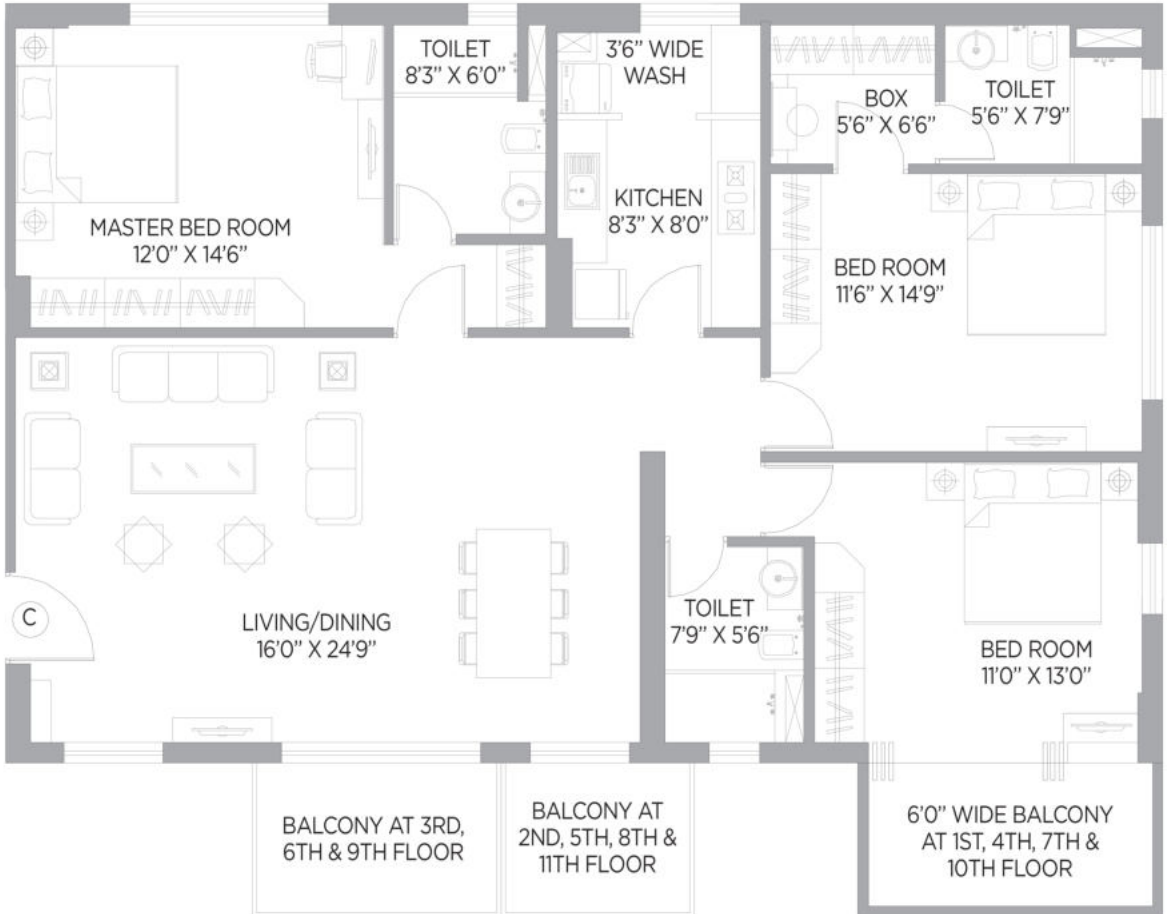 TOILET
8'3” X 6'0”
3'6” WIDE
WASH
BOX
5'6” X 6'6”
TOILET
5'6” X 7'9”
MASTER BED ROOM
12'0” X 14'6”
KITCHEN
8'3” X 8'0”
BED ROOM
11'6” X 14'9”
C
LIVING/DINING
16'0” X 24'9”
TOILET
7'9” X 5'6”
BED ROOM
11'0” X 13'0”
BALCONY AT 3RD,
6TH & 9TH FLOOR
BALCONY AT
2ND, 5TH, 8TH &
11TH FLOOR
6'0” WIDE BALCONY
AT 1ST, 4TH, 7TH &
10TH FLOOR